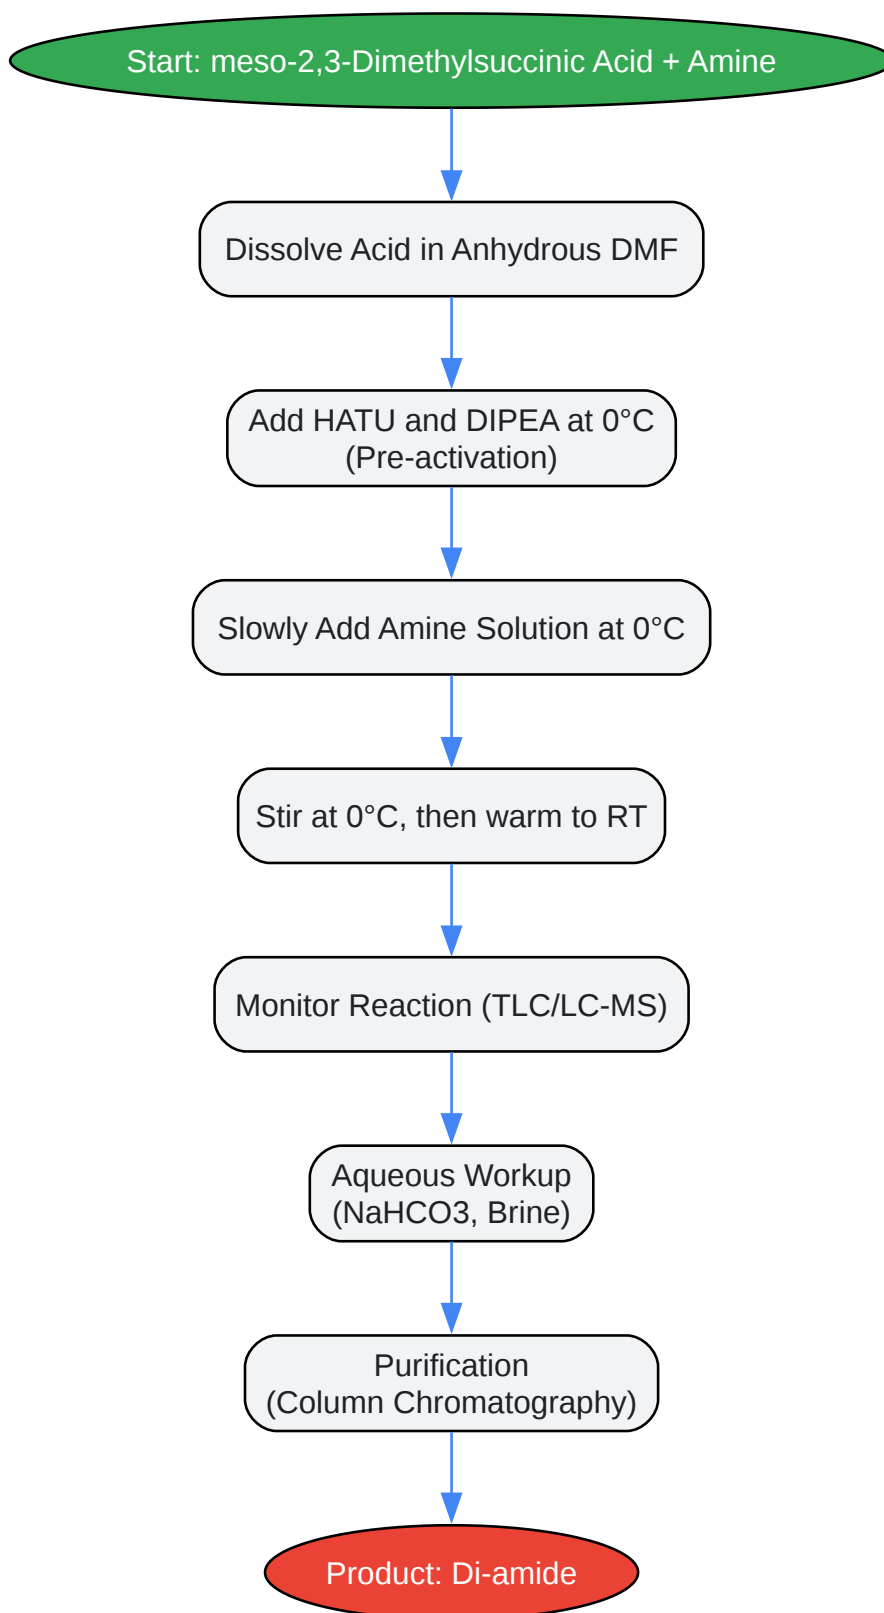 Start: meso-2,3-Dimethylsuccinic Acid + Amine
Dissolve Acid in Anhydrous DMF
Add HATU and DIPEA at 0°C
(Pre-activation)
Slowly Add Amine Solution at 0°C
Stir at 0°C, then warm to RT
Monitor Reaction (TLC/LC-MS)
Aqueous Workup
(NaHCO3, Brine)
Purification
(Column Chromatography)
Product: Di-amide